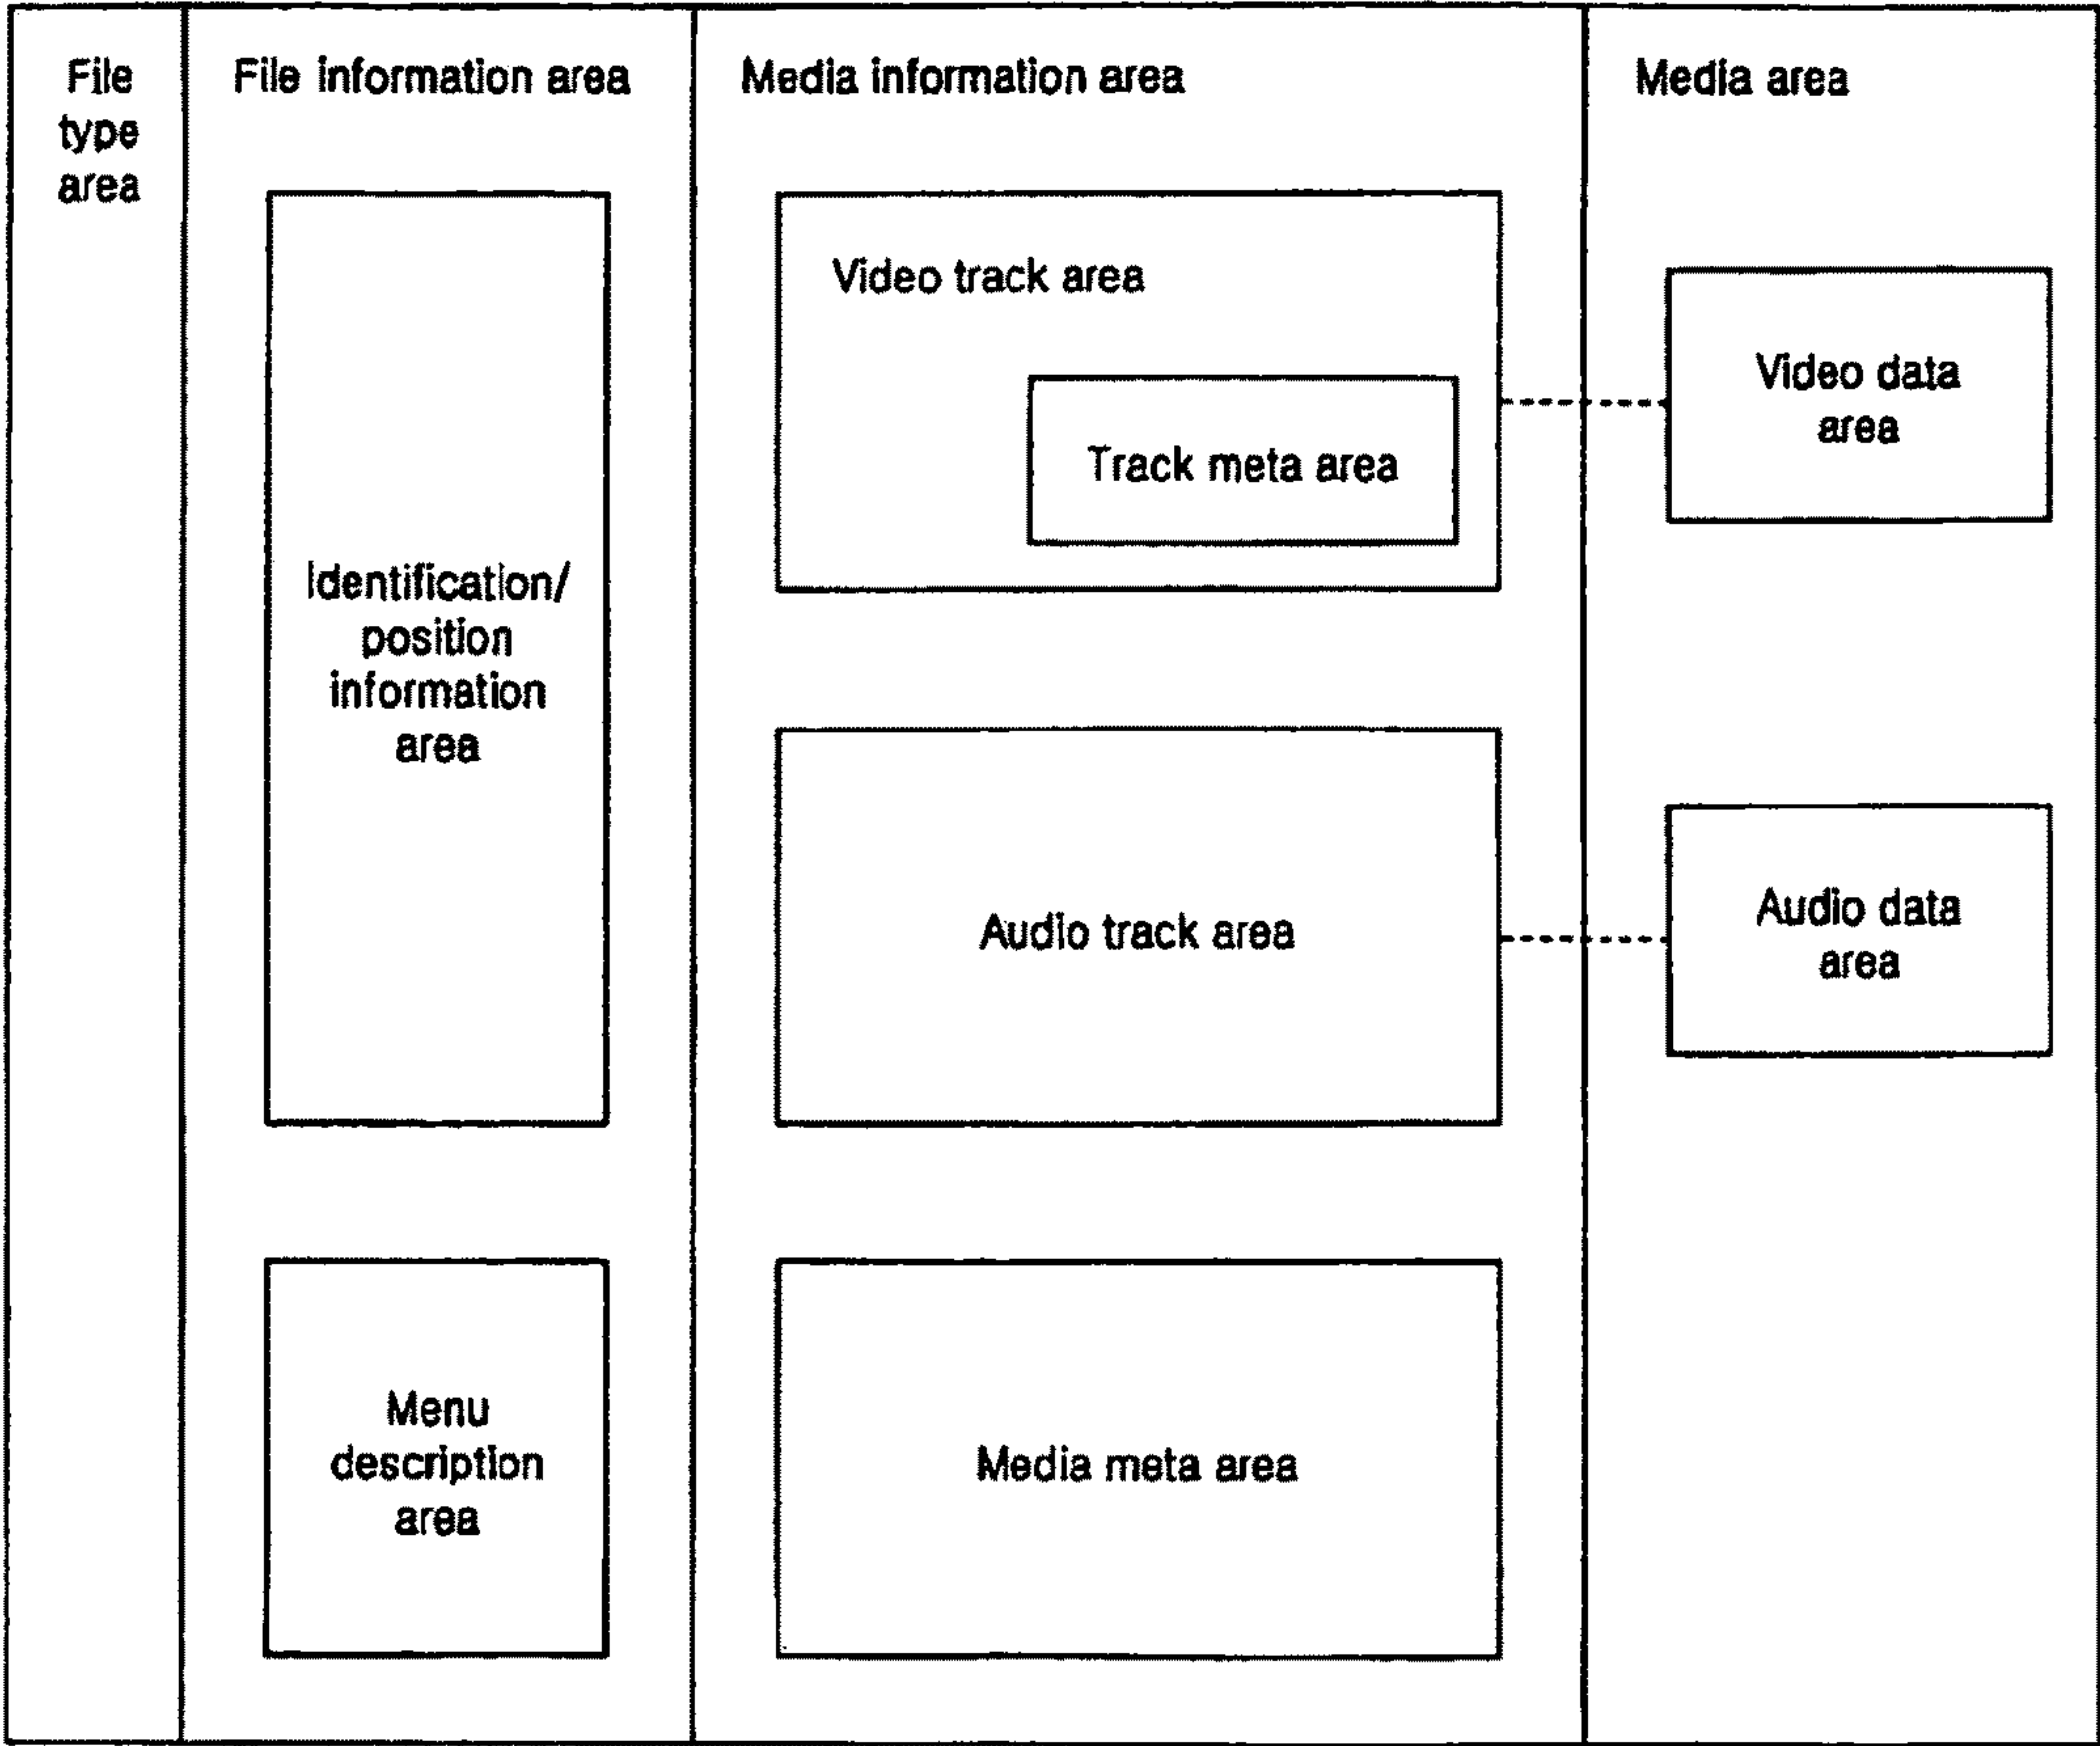 File
type
area
File information area
Identification/
position
information
area
Menu
description
area
Media information area
Video track area
Track meta area
Audio track area
Media meta area
Media area
Video data
area
Audio data
area